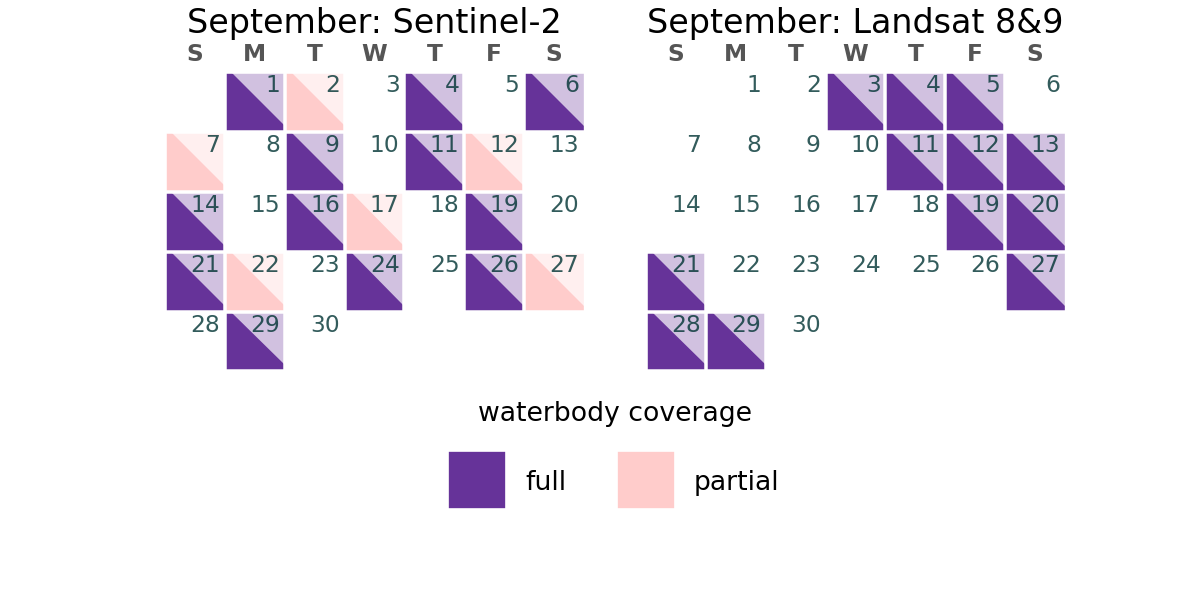 September: Sentinel-2
S M T W T F S
1 2 3 4 5 6
7 8 9 10 11 12 13
14 15 16 17 18 19 20
21 22 23 24 25 26 27
28 29 30
September: Landsat 8&9
S M T W T F S
1 2 3 4 5 6
7 8 9 10 11 12 13
14 15 16 17 18 19 20
21 22 23 24 25 26 27
28 29 30
waterbody coverage
full partial